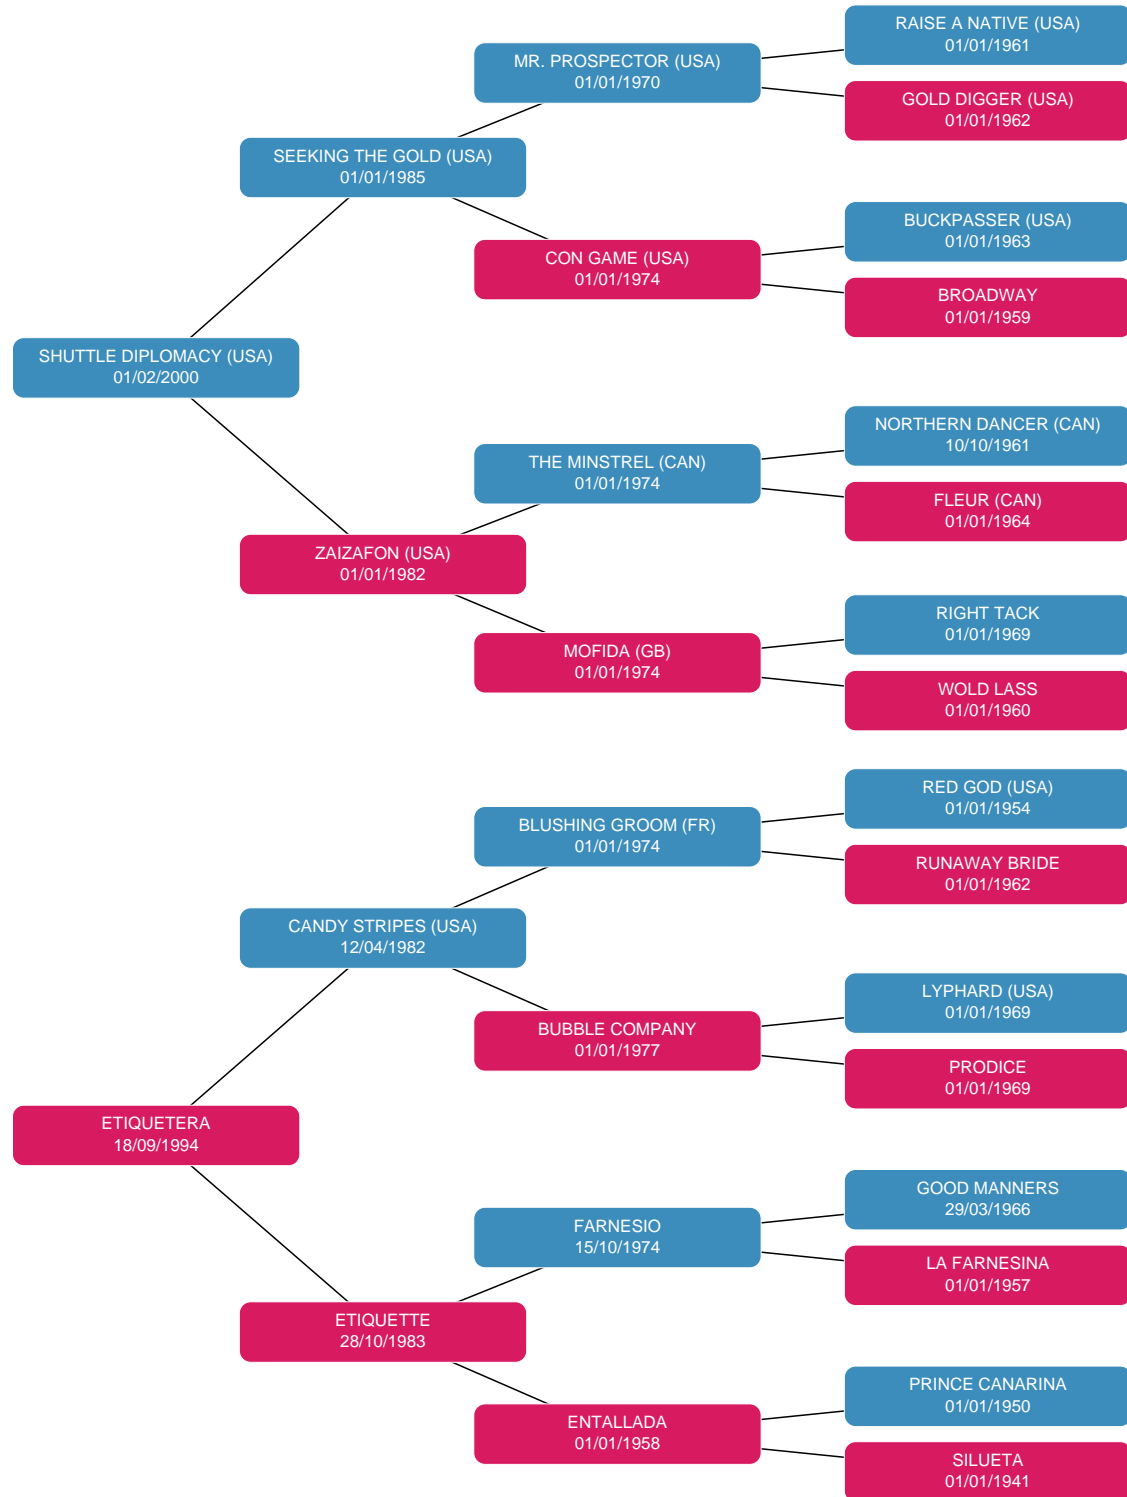 RAISE A NATIVE (USA)
01/01/1961
MR. PROSPECTOR (USA)
01/01/1970
GOLD DIGGER (USA)
01/01/1962
SEEKING THE GOLD (USA)
01/01/1985
BUCKPASSER (USA)
01/01/1963
CON GAME (USA)
01/01/1974
BROADWAY
01/01/1959
SHUTTLE DIPLOMACY (USA)
01/02/2000
NORTHERN DANCER (CAN)
10/10/1961
THE MINSTREL (CAN)
01/01/1974
FLEUR (CAN)
01/01/1964
ZAIZAFON (USA)
01/01/1982
RIGHT TACK
01/01/1969
MOFIDA (GB)
01/01/1974
WOLD LASS
01/01/1960
RED GOD (USA)
01/01/1954
BLUSHING GROOM (FR)
01/01/1974
RUNAWAY BRIDE
01/01/1962
CANDY STRIPES (USA)
12/04/1982
LYPHARD (USA)
01/01/1969
BUBBLE COMPANY
01/01/1977
PRODICE
01/01/1969
ETIQUETERA
18/09/1994
GOOD MANNERS
29/03/1966
FARNESIO
15/10/1974
LA FARNESINA
01/01/1957
ETIQUETTE
28/10/1983
PRINCE CANARINA
01/01/1950
ENTALLADA
01/01/1958
SILUETA
01/01/1941